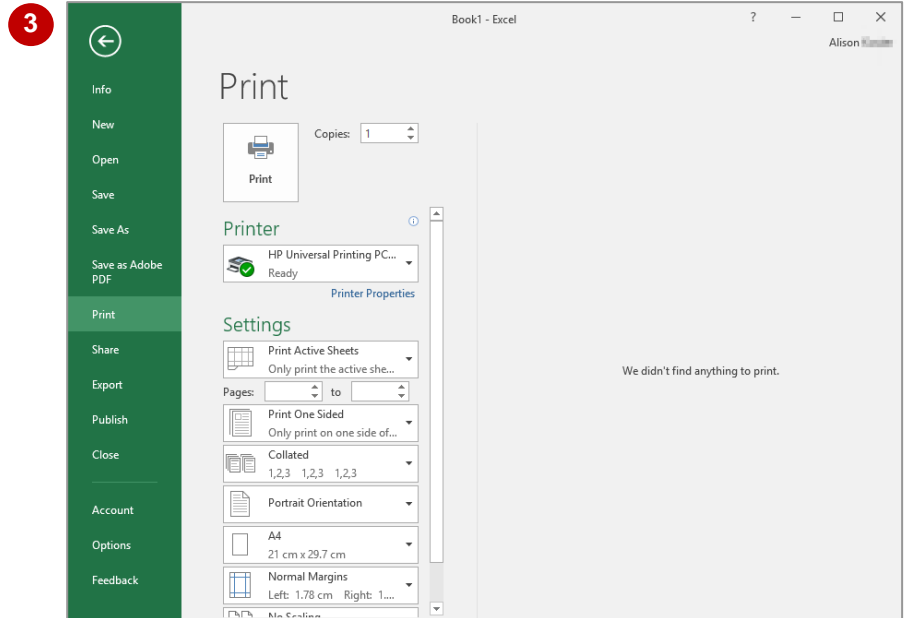 3
Book1 - Excel
?
Alison
Info
New
Open
Save
Save As
Save as Adobe
PDF
Print
Share
Export
Publish
Close
Account
Options
Feedback
Print
Print
Copies: 1
Printer
HP Universal Printing PC...
Ready
Printer Properties
Settings
Print Active Sheets
Only print the active she...
Pages: to
Print One Sided
Only print on one side of...
Collated
1,2,3 1,2,3 1,2,3
Portrait Orientation
A4
21 cm x 29.7 cm
Normal Margins
Left: 1.78 cm Right: 1....
No Scaling
We didn't find anything to print.